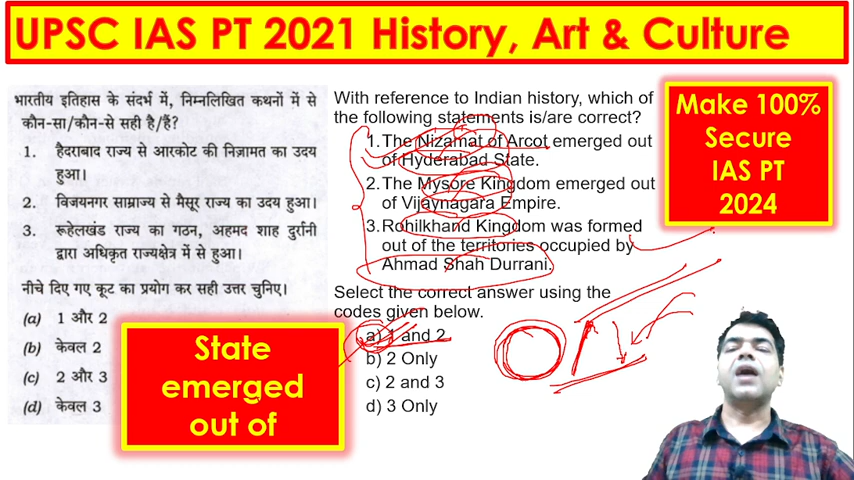 UPSC IAS PT 2021 History, Art & Culture
भारतीय इतिहास के संदर्भ में, निम्नलिखित कथनों में से
कौन-सा/कौन-से सही है/हैं?
1. हैदराबाद राज्य से आरकोट की निज़ामत का उदय
हुआ।
2. विजयनगर साम्राज्य से मैसूर राज्य का उदय हुआ।
3. रूहेलखंड राज्य का गठन, अहमद शाह दुर्रानी
द्वारा अधिकृत राज्यक्षेत्र में से हुआ।
नीचे दिए गए कूट का प्रयोग कर सही उत्तर चुनिए।
(a) 1 और 2
(b) केवल 2
(c) 2 और 3
(d) केवल 3
With reference to Indian history, which of
the following statements is/are correct?
1. The Nizamat of Arcot emerged out
of Hyderabad State.
2. The Mysore Kingdom emerged out
of Vijaynagara Empire.
3. Rohilkhand Kingdom was formed
out of the territories occupied by
Ahmad Shah Durrani.
Select the correct answer using the
codes given below.
a) 1 and 2
b) 2 Only
c) 2 and 3
d) 3 Only
Make 100%
Secure
IAS PT
2024
State
emerged
out of